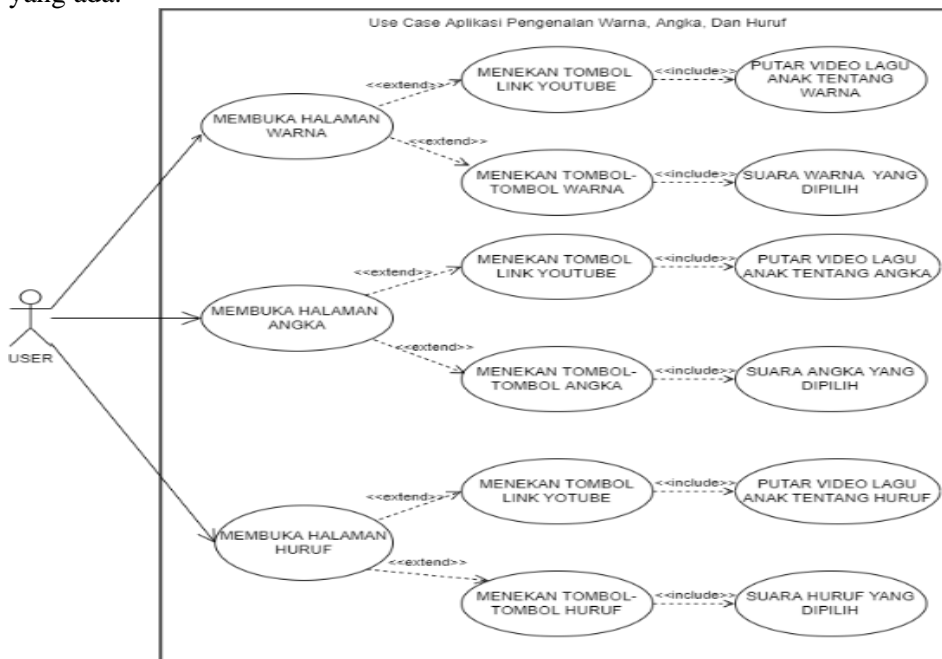 yang ada.
Use Case Aplikasi Pengenalan Warna, Angka, Dan Huruf
MENEKAN TOMBOL
LINK YOUTUBE
<<include>>
PUTAR VIDEO LAGU
ANAK TENTANG
WARNA
<<extend>>
MEMBUKA HALAMAN
WARNA
<<extend>>
MENEKAN TOMBOL-
TOMBOL WARNA
<<include>>
SUARA WARNA YANG
DIPILIH
MENEKAN TOMBOL
LINK YOUTUBE
<<include>>
PUTAR VIDEO LAGU
ANAK TENTANG ANGKA
<<extend>>
MEMBUKA HALAMAN
ANGKA
USER
<<extend>>
MENEKAN TOMBOL-
TOMBOL ANGKA
<<include>>
SUARA ANGKA YANG
DIPILIH
MENEKAN TOMBOL
LINK YOTUBE
<<include>>
PUTAR VIDEO LAGU
ANAK TENTANG HURUF
<<extend>>
MEMBUKA HALAMAN
HURUF
<<extend>>
MENEKAN TOMBOL-
TOMBOL HURUF
<<include>>
SUARA HURUF YANG
DIPILIH